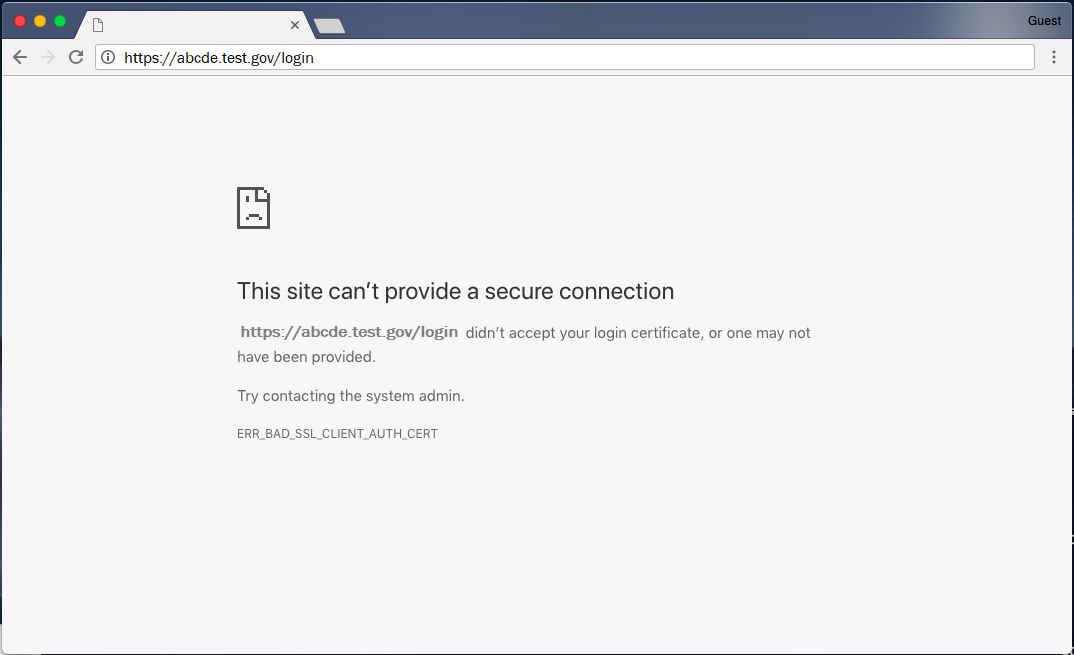 Guest
https://abcde.test.gov/login
This site can’t provide a secure connection
https://abcde.test.gov/login didn’t accept your login certificate, or one may not
have been provided.
Try contacting the system admin.
ERR_BAD_SSL_CLIENT_AUTH_CERT